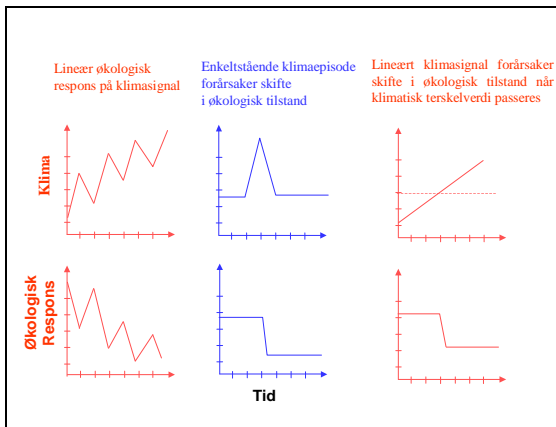 Lineær økologisk
respons på klimasignal
Enkeltstående klimaepisode
forårsaker skifte
i økologisk tilstand
Lineært klimasignal forårsaker
skifte i økologisk tilstand når
klimatisk terskelverdi passeres
Klima
Økologisk
Respons
Tid